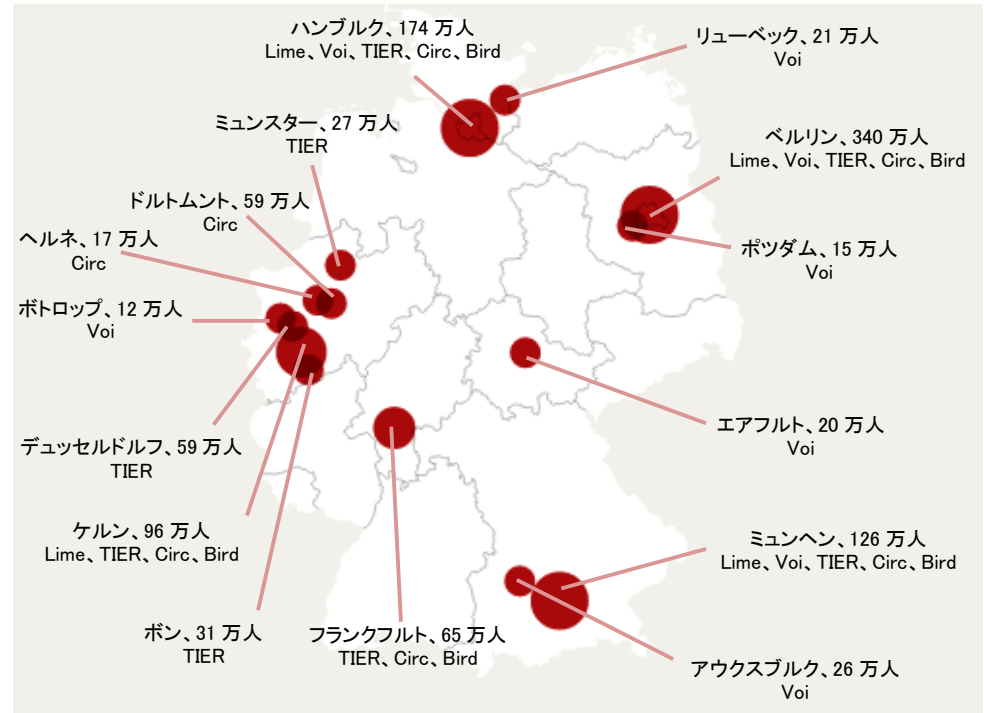 ハンブルク、174 万人
Lime、Voi、TIER、Circ、Bird
リューベック、21 万人
Voi
ミュンスター、27 万人
TIER
ベルリン、340 万人
Lime、Voi、TIER、Circ、Bird
ドルトムント、59 万人
Circ
ヘルネ、17 万人
Circ
ポツダム、15 万人
Voi
ボトロップ、12 万人
Voi
エアフルト、20 万人
Voi
デュッセルドルフ、59 万人
TIER
ケルン、96 万人
Lime、TIER、Circ、Bird
ミュンヘン、126 万人
Lime、Voi、TIER、Circ、Bird
ボン、31 万人
TIER
フランクフルト、65 万人
TIER、Circ、Bird
アウクスブルク、26 万人
Voi